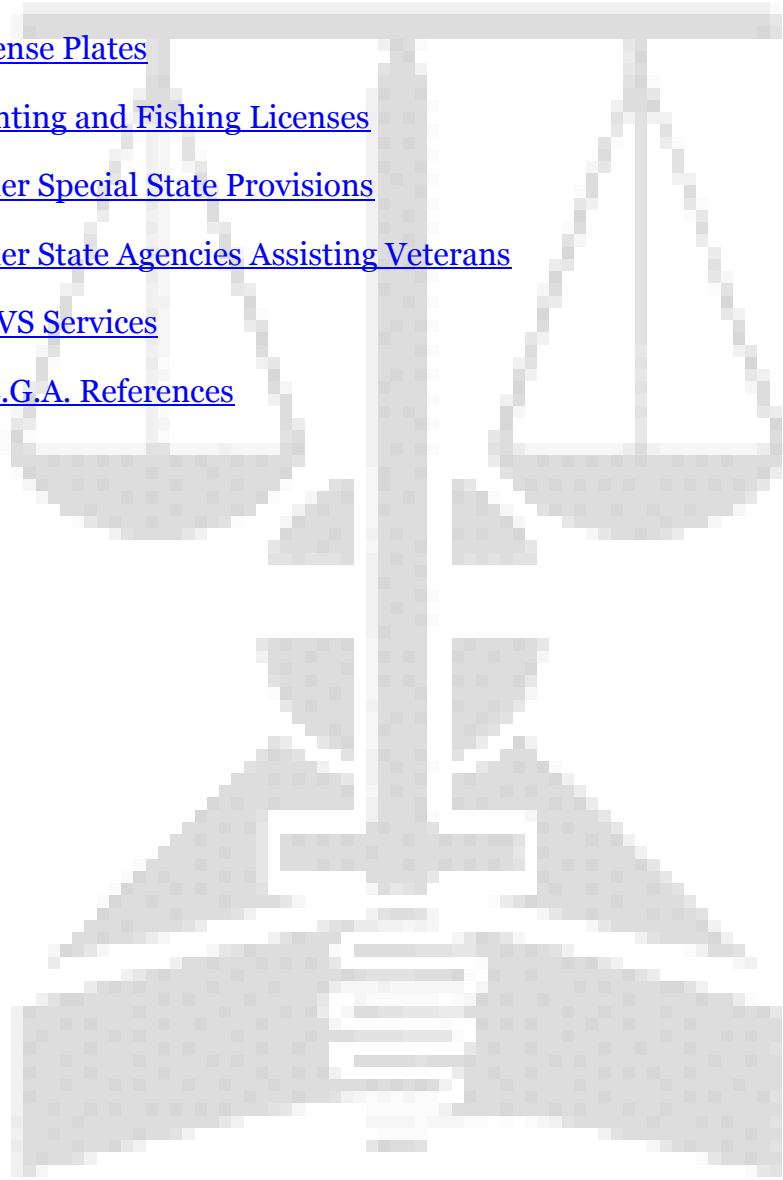 ense Plates
nting and Fishing Licenses
er Special State Provisions
er State Agencies Assisting Veterans
VS Services
.G.A. References